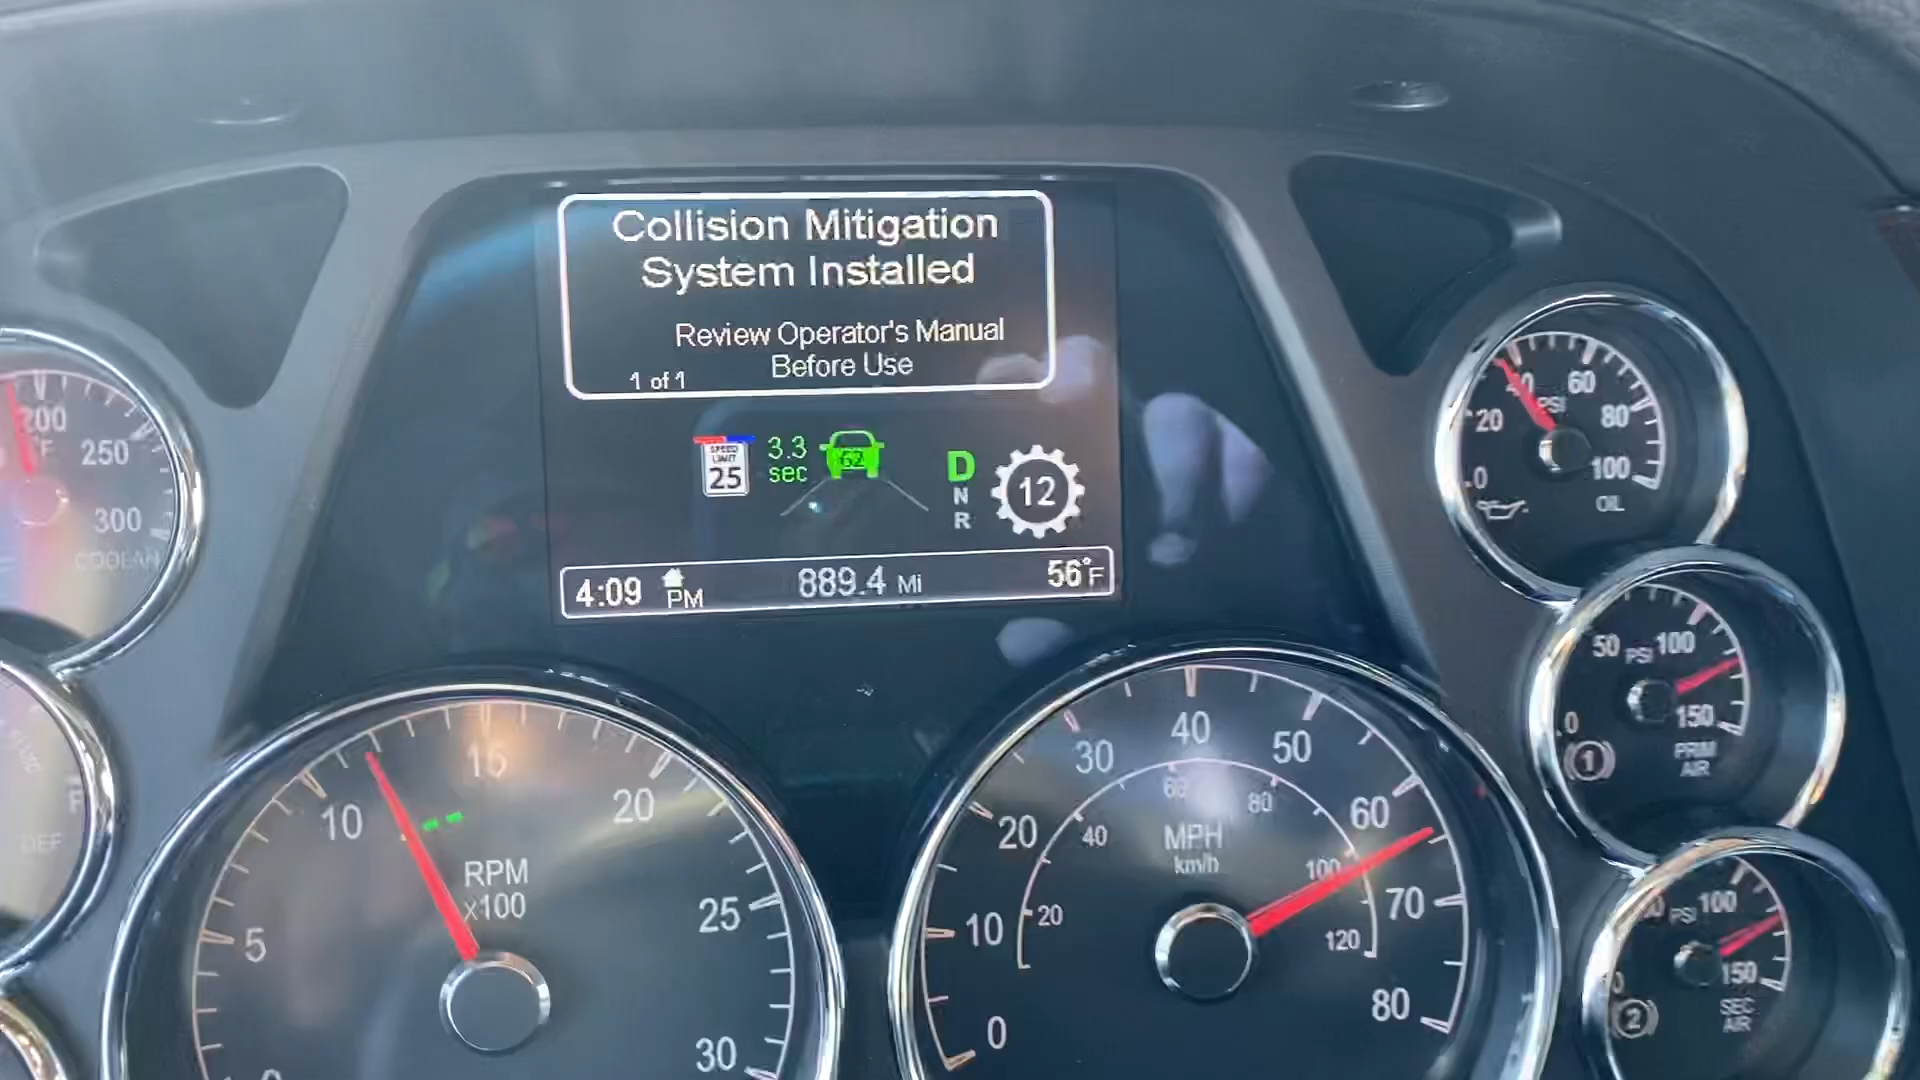 Collision Mitigation
System Installed
Review Operator's Manual
Before Use
1 of 1
SPEED
LIMIT
25
3.3
sec
62
D
N
R
12
4:09 PM
889.4 Mi
56°F
200
°F
250
300
COOLANT
F
DEF
5
10
15
20
25
30
RPM
x100
0
10
20
30
40
50
60
70
80
MPH
km/h
20
40
60
80
100
120
0
20
40
60
80
100
PSI
OIL
0
50
100
150
PSI
PRIM
AIR
1
0
100
150
PSI
SEC
AIR
2